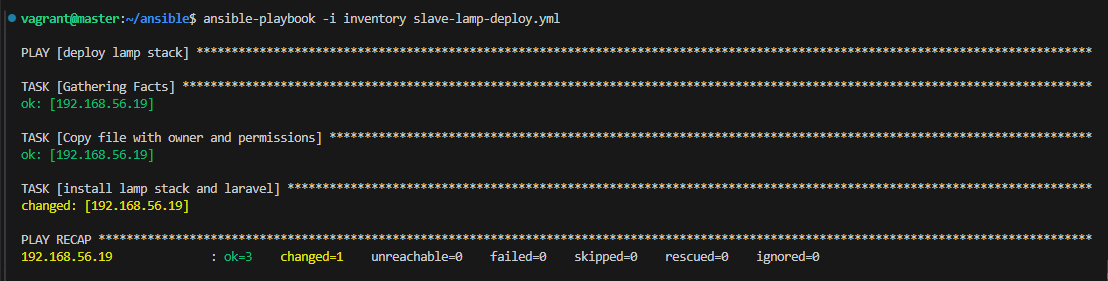 vagrant@master:~/ansible$ ansible-playbook -i inventory slave-lamp-deploy.yml
PLAY [deploy lamp stack] ********************************************************************************************************************************
TASK [Gathering Facts] **********************************************************************************************************************************
ok: [192.168.56.19]
TASK [Copy file with owner and permissions] *************************************************************************************************************
ok: [192.168.56.19]
TASK [install lamp stack and laravel] *******************************************************************************************************************
changed: [192.168.56.19]
PLAY RECAP **********************************************************************************************************************************************
192.168.56.19              : ok=3    changed=1    unreachable=0    failed=0    skipped=0    rescued=0    ignored=0